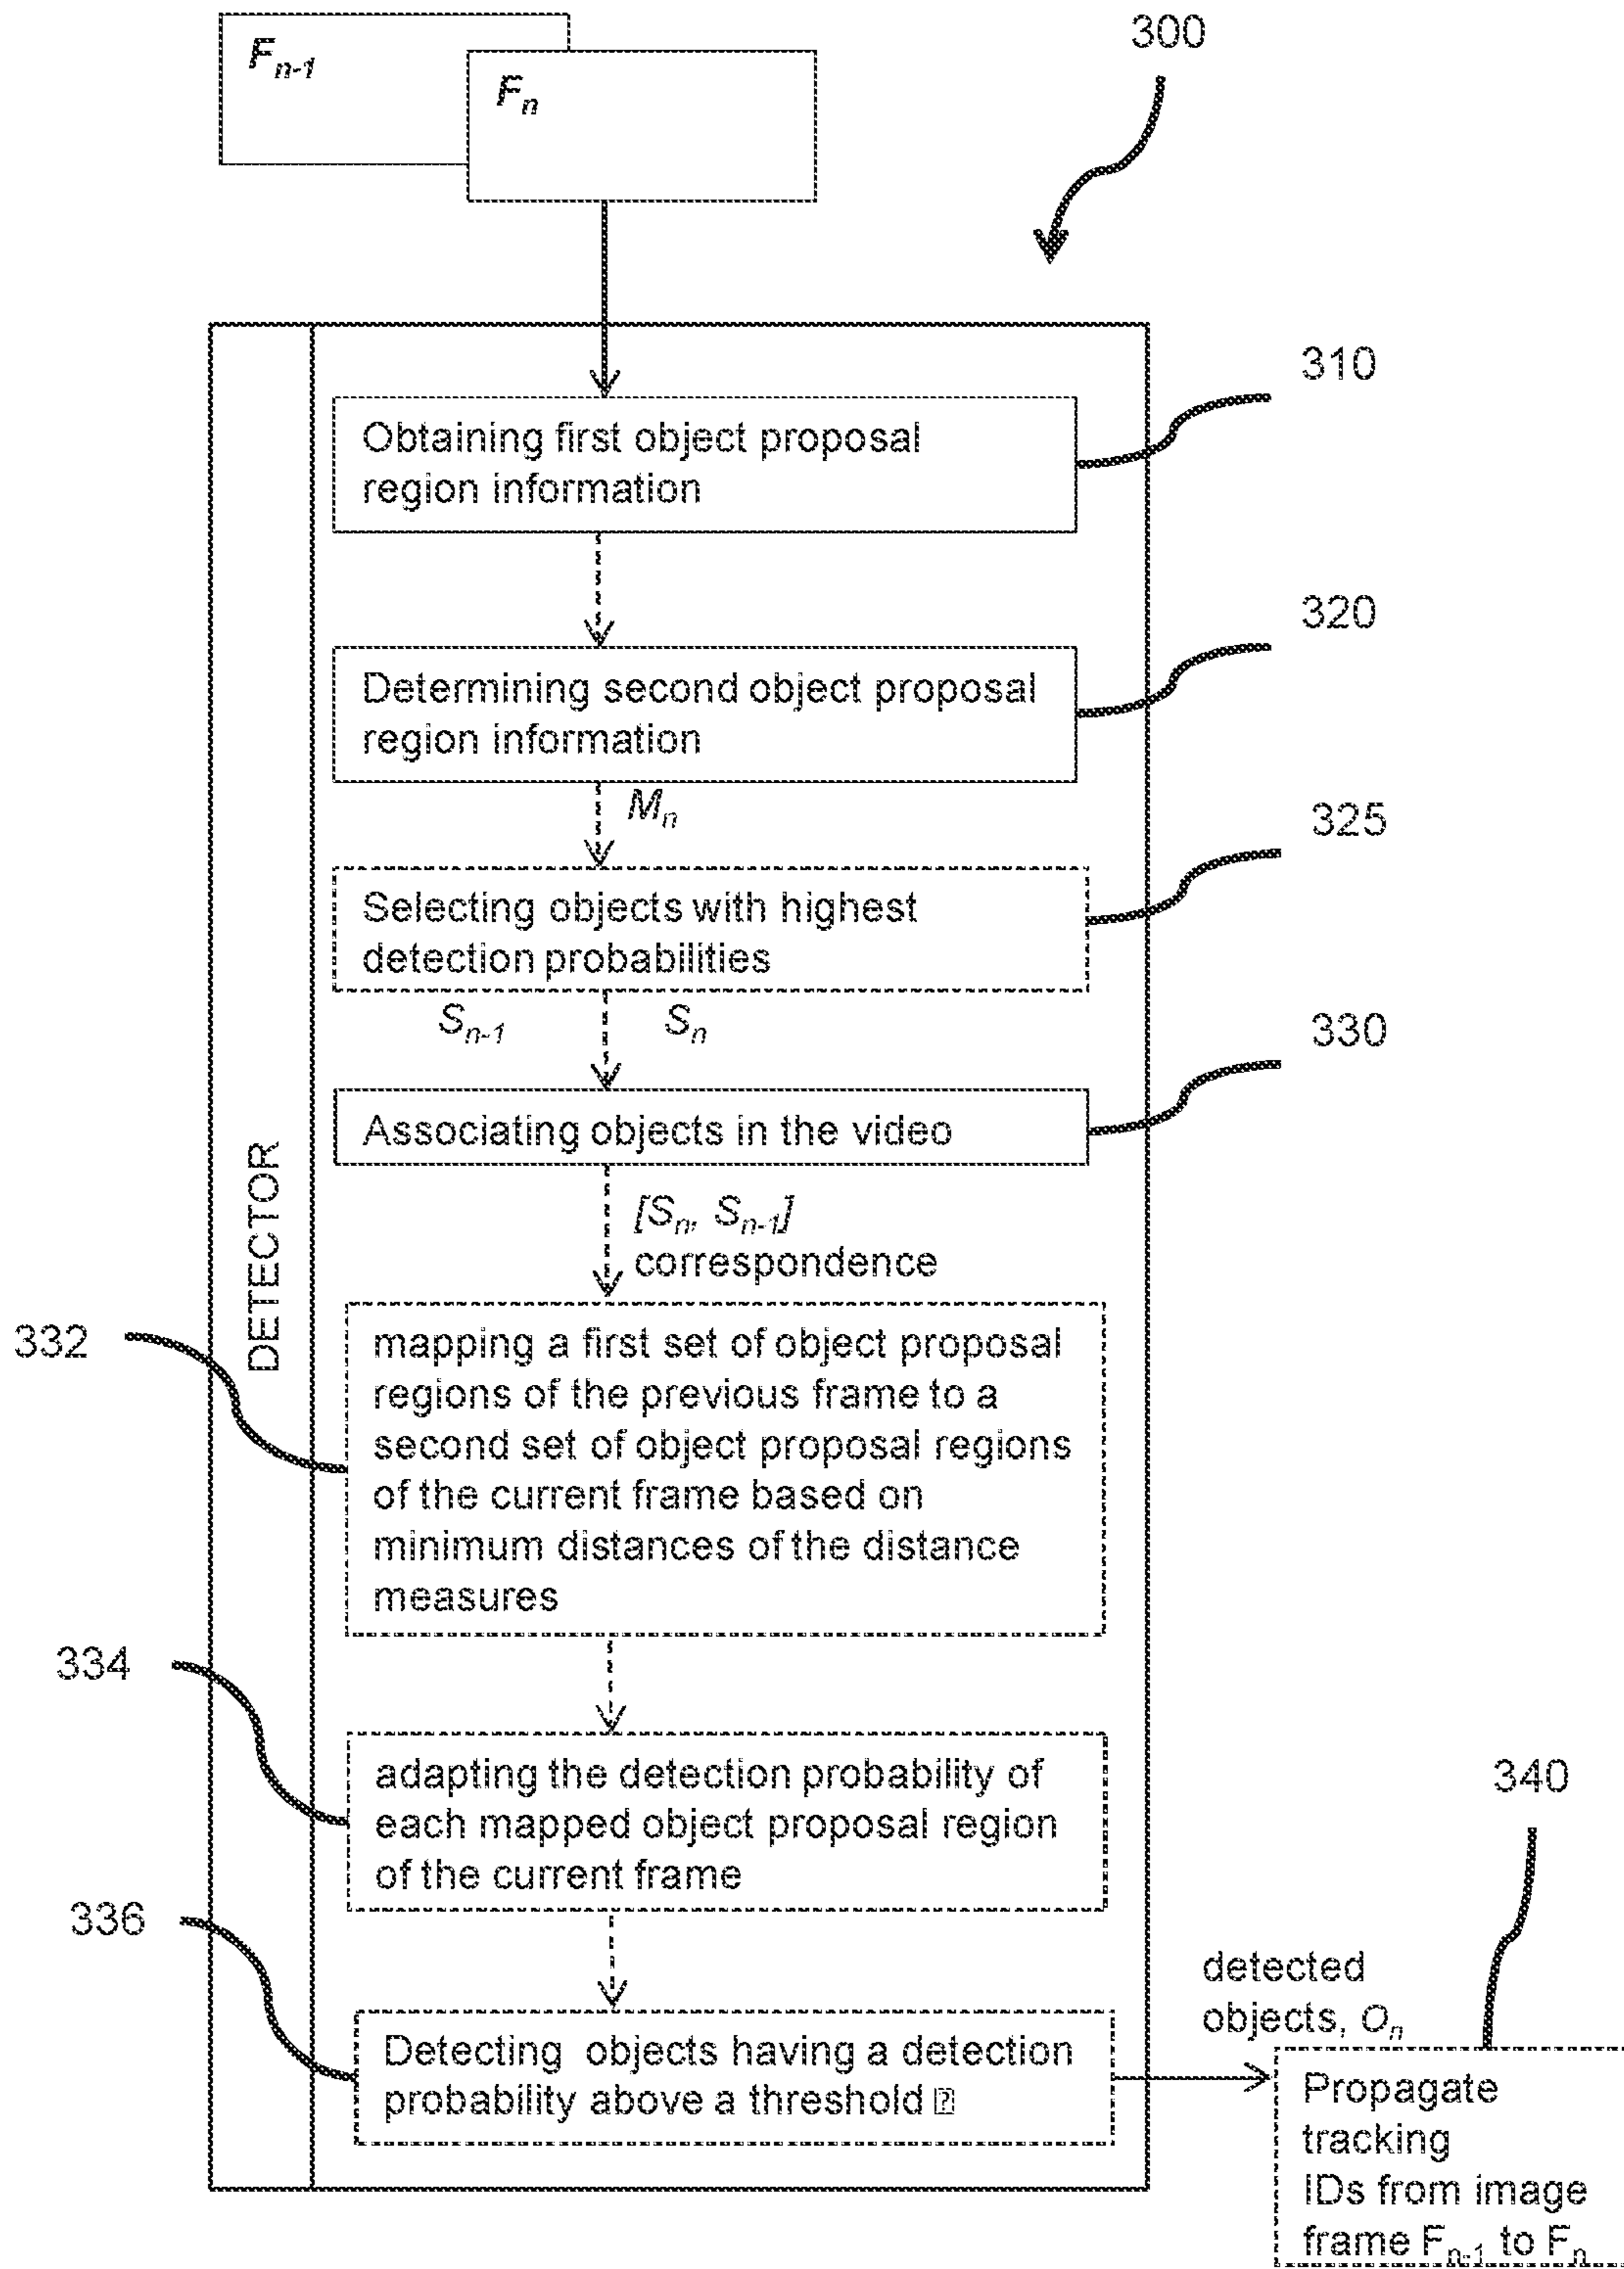 F_{n-1}
F_n
300
310
Obtaining first object proposal
region information
320
Determining second object proposal
region information
M_n
325
Selecting objects with highest
detection probabilities
S_{n-1} S_n
330
Associating objects in the video
[S_n, S_{n-1}]
correspondence
DETECTOR
332
mapping a first set of object proposal
regions of the previous frame to a
second set of object proposal regions
of the current frame based on
minimum distances of the distance
measures
334
adapting the detection probability of
each mapped object proposal region
of the current frame
336
Detecting objects having a detection
probability above a threshold
340
detected
objects, O_n
Propagate
tracking
IDs from image
frame F_{n-1} to F_n